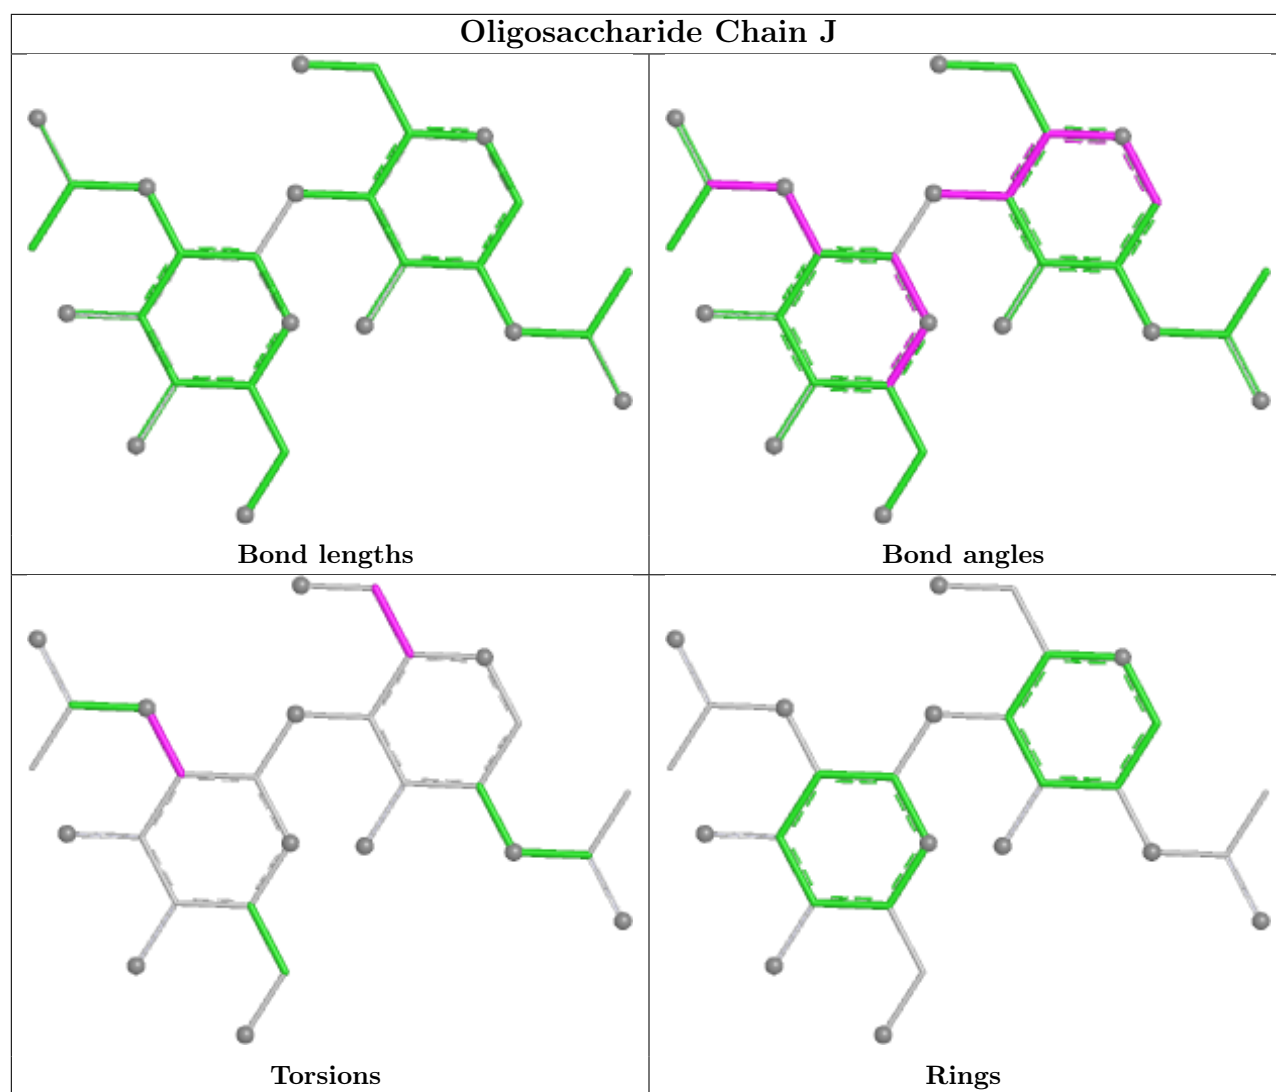 Oligosaccharide Chain J
Bond lengths
Bond angles
Torsions
Rings